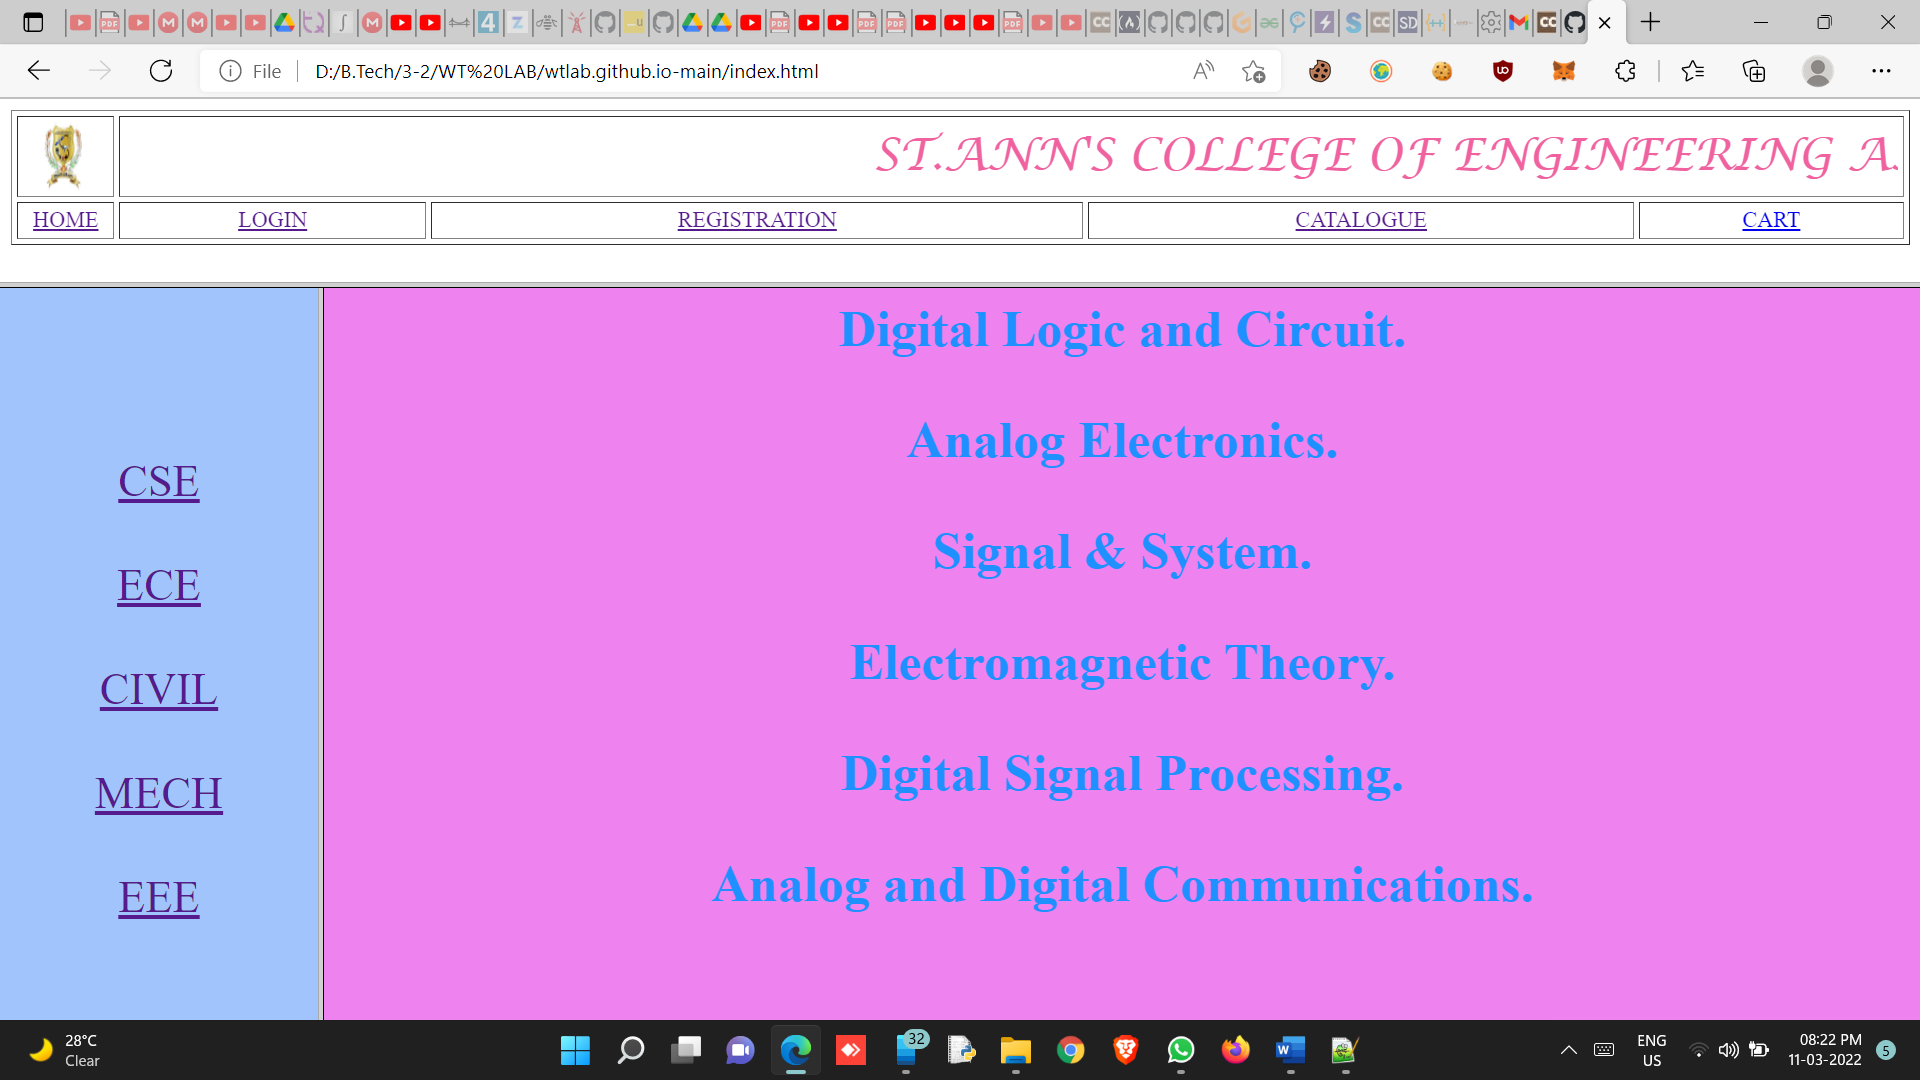 File
D:/B.Tech/3-2/WT%20LAB/wtlab.github.io-main/index.html
ST.ANN'S COLLEGE OF ENGINEERING A.
HOME LOGIN REGISTRATION CATALOGUE CART
Digital Logic and Circuit.
Analog Electronics.
Signal & System.
Electromagnetic Theory.
Digital Signal Processing.
Analog and Digital Communications.
CSE
ECE
CIVIL
MECH
EEE
28°C
Clear
32
ENG
US
08:22 PM
11-03-2022
5